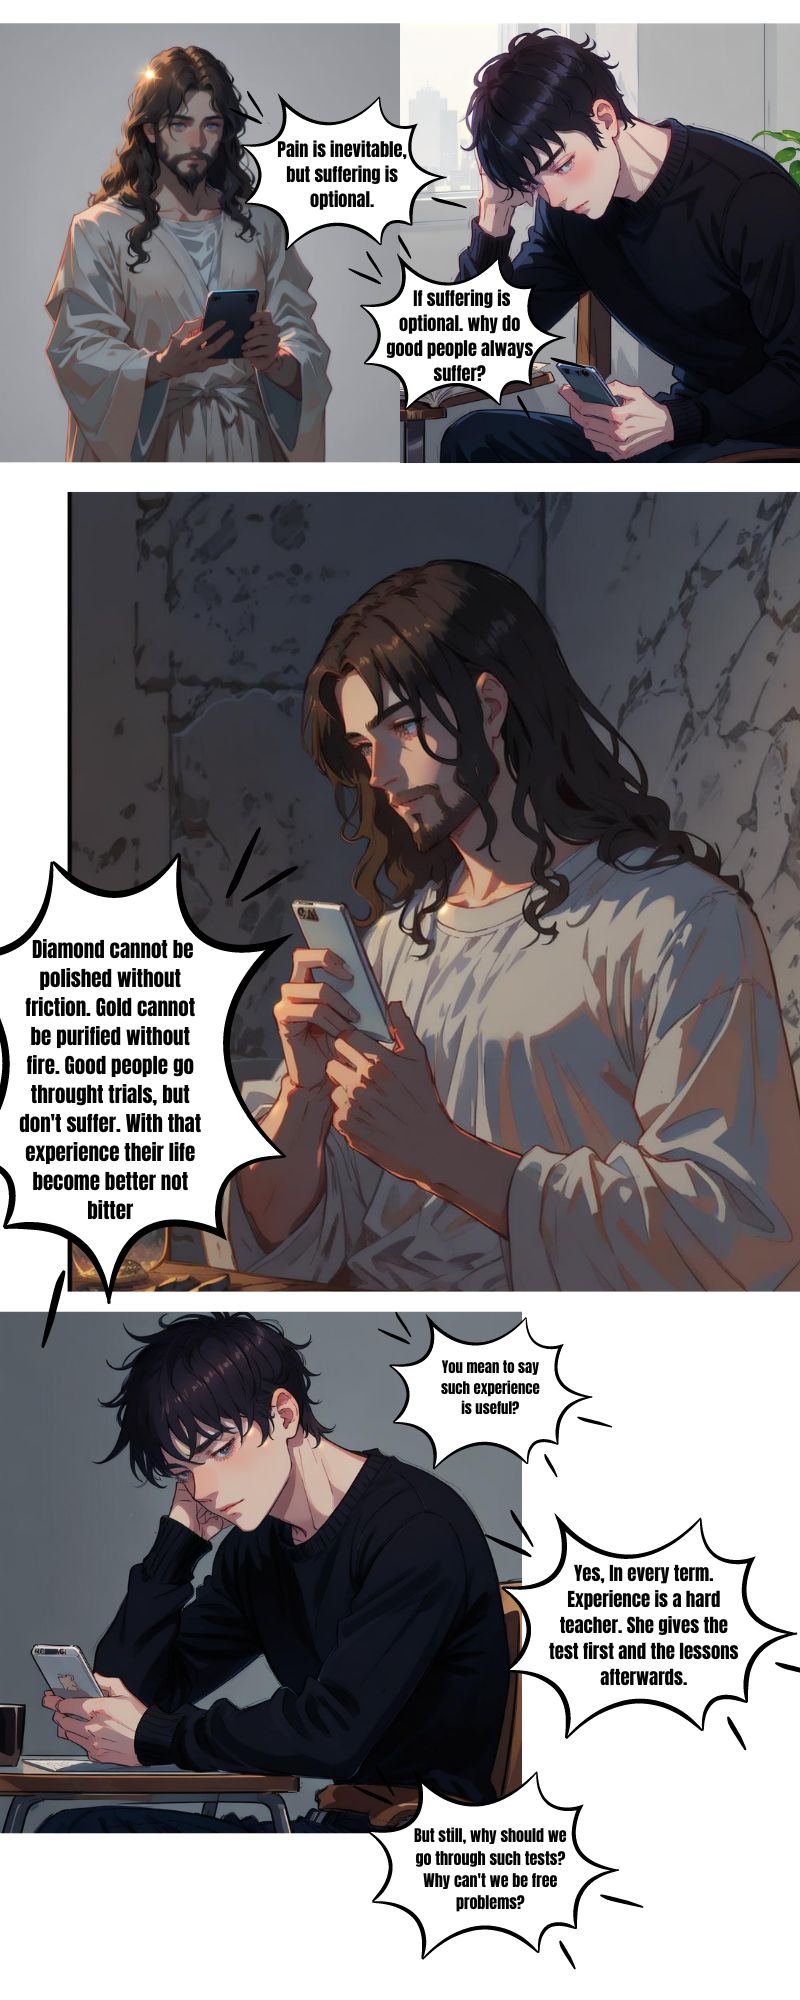 Pain is inevitable,
but suffering is
optional.
If suffering is
optional. why do
good people always
suffer?
Diamond cannot be
polished without
friction. Gold cannot
be purified without
fire. Good people go
throught trials, but
don't suffer. With that
experience their life
become better not
bitter
You mean to say
such experience
is useful?
Yes, In every term.
Experience is a hard
teacher. She gives the
test first and the lessons
afterwards.
But still, why should we
go through such tests?
Why can't we be free
problems?